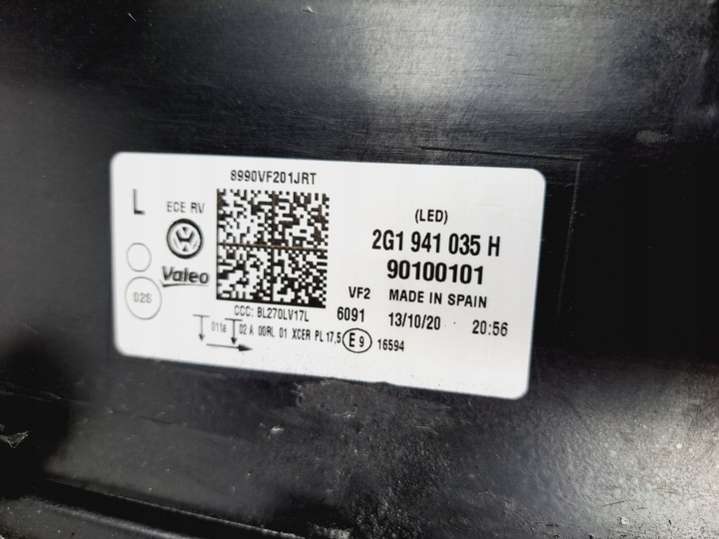 8990VF201JRT
L
ECE RV
Valeo
02S
CCC: BL270LV17L
(LED)
2G1 941 035 H
90100101
VF2 MADE IN SPAIN
6091 13/10/20 20:56
011a 02 A 00RL 01 XCER PL 17,5 E9 16594